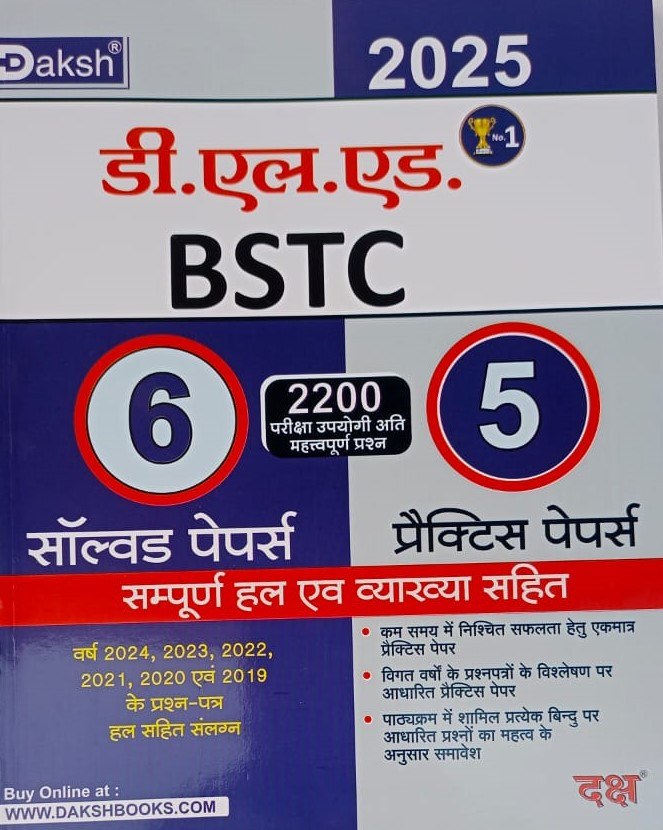 Daksh®
2025
डी.एल.एड.
No.1
BSTC
6
2200
परीक्षा उपयोगी अति
महत्त्वपूर्ण प्रश्न
5
सॉल्वड पेपर्स
प्रैक्टिस पेपर्स
सम्पूर्ण हल एव व्याख्या सहित
वर्ष 2024, 2023, 2022,
2021, 2020 एवं 2019
के प्रश्न-पत्र
हल सहित संलग्न
• कम समय में निश्चित सफलता हेतु एकमात्र
प्रैक्टिस पेपर
• विगत वर्षों के प्रश्नपत्रों के विश्लेषण पर
आधारित प्रैक्टिस पेपर
• पाठ्यक्रम में शामिल प्रत्येक बिन्दु पर
आधारित प्रश्नों का महत्व के
अनुसार समावेश
Buy Online at :
WWW.DAKSHBOOKS.COM
दक्ष®